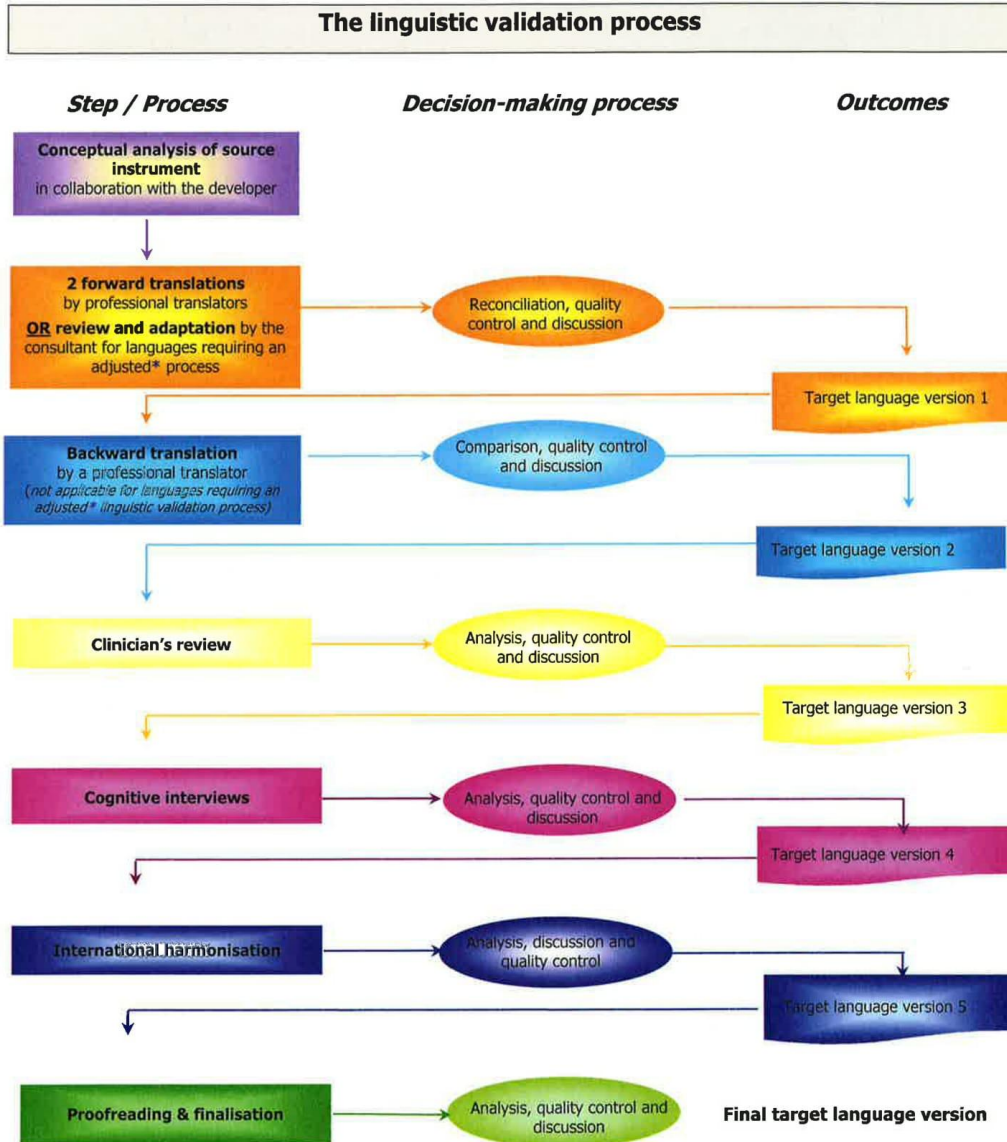 The linguistic validation process
Step / Process
Decision-making process
Outcomes
Conceptual analysis of source
instrument
in collaboration with the developer
2 forward translations
by professional translators
OR review and adaptation by the
consultant for languages requiring an
adjusted* process
Reconciliation, quality
control and discussion
Target language version 1
Backward translation
by a professional translator
(not applicable for languages requiring an
adjusted* linguistic validation process)
Comparison, quality control
and discussion
Target language version 2
Clinician's review
Analysis, quality control
and discussion
Target language version 3
Cognitive interviews
Analysis, quality control and
discussion
Target language version 4
International harmonisation
Analysis, discussion and
quality control
Target language version 5
Proofreading & finalisation
Analysis, quality control and
discussion
Final target language version